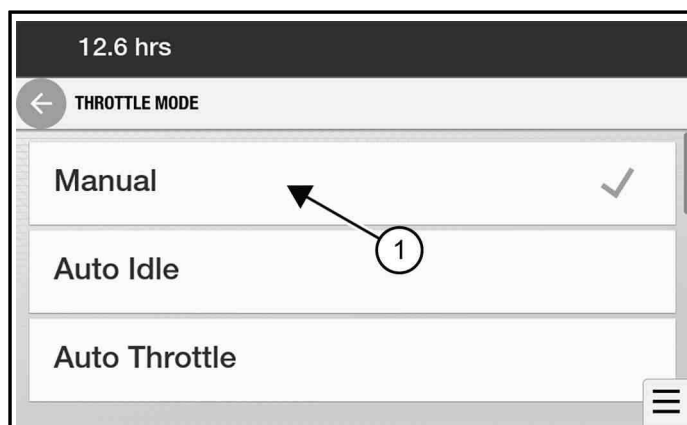 12.6 hrs
THROTTLE MODE
Manual
1
Auto Idle
Auto Throttle